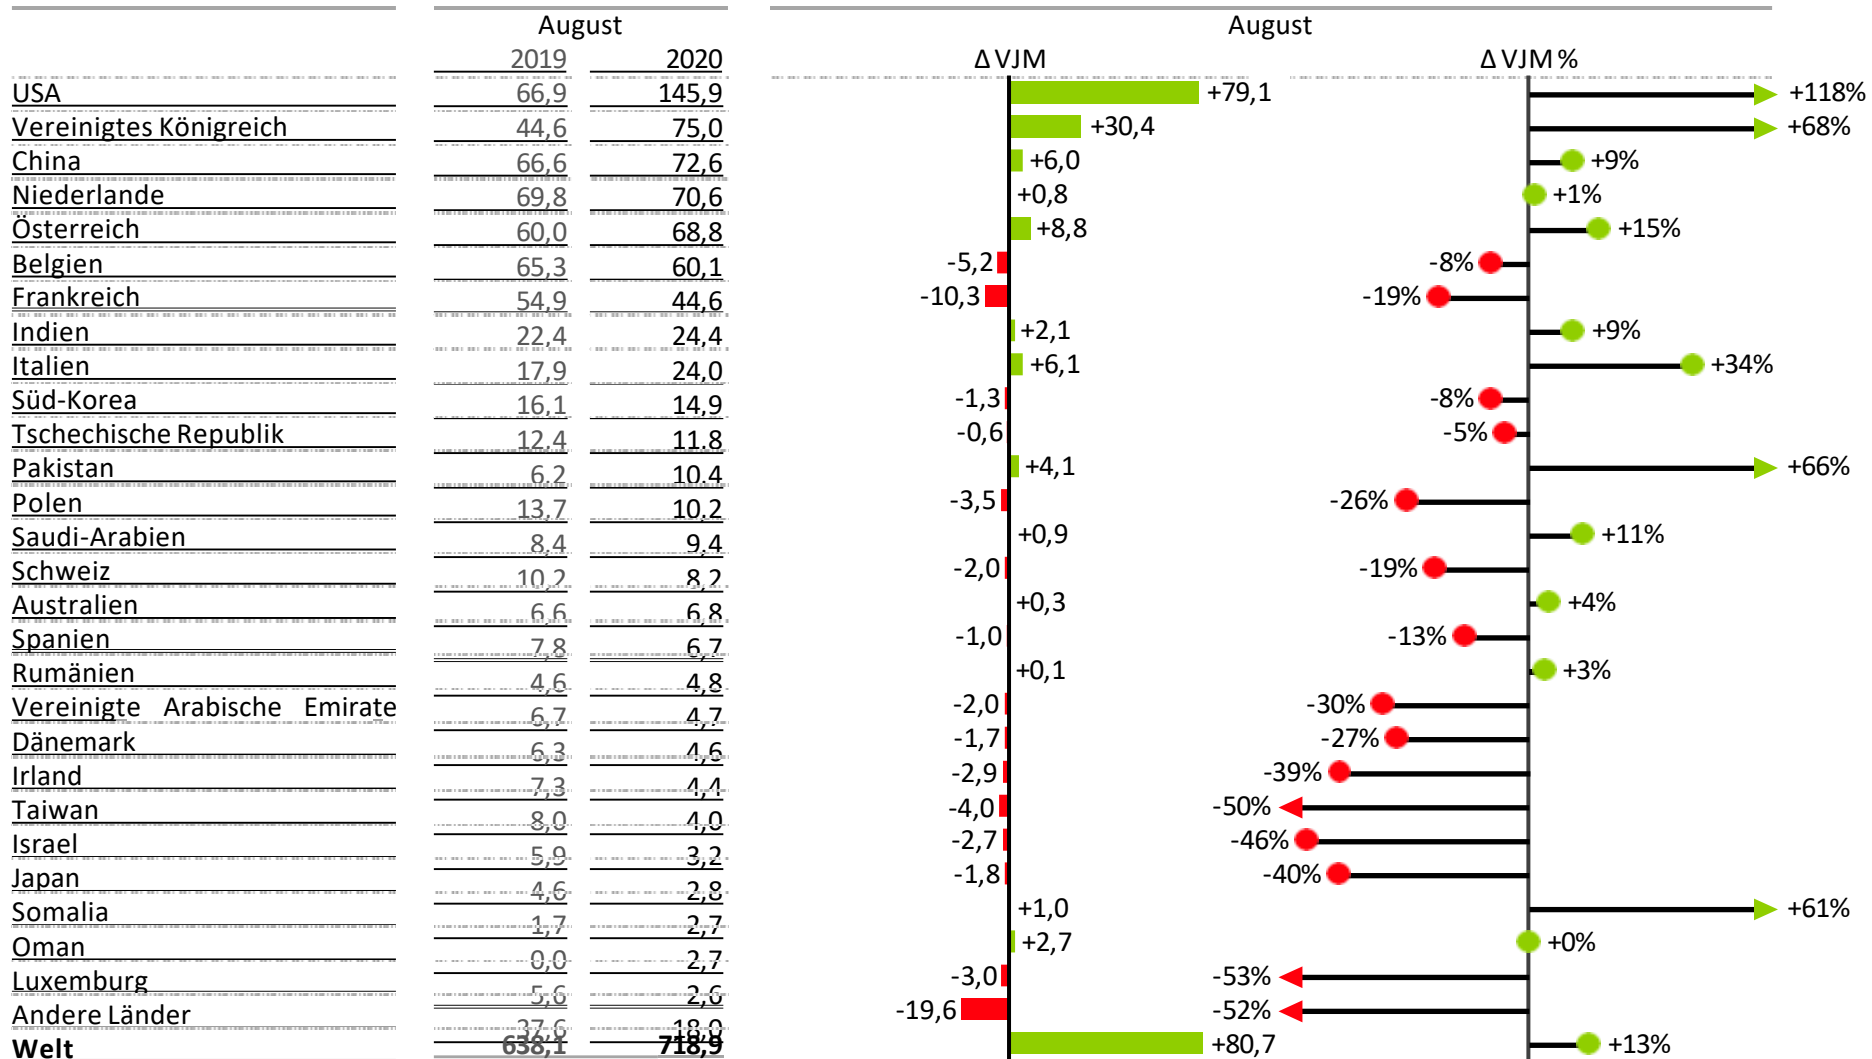 August August
2019 2020 Δ VJM Δ VJM %
USA 66,9 145,9 +79,1 +118%
Vereinigtes Königreich 44,6 75,0 +30,4 +68%
China 66,6 72,6 +6,0 +9%
Niederlande 69,8 70,6 +0,8 +1%
Österreich 60,0 68,8 +8,8 +15%
Belgien 65,3 60,1 -5,2 -8%
Frankreich 54,9 44,6 -10,3 -19%
Indien 22,4 24,4 +2,1 +9%
Italien 17,9 24,0 +6,1 +34%
Süd-Korea 16,1 14,9 -1,3 -8%
Tschechische Republik 12,4 11,8 -0,6 -5%
Pakistan 6,2 10,4 +4,1 +66%
Polen 13,7 10,2 -3,5 -26%
Saudi-Arabien 8,4 9,4 +0,9 +11%
Schweiz 10,2 8,2 -2,0 -19%
Australien 6,6 6,8 +0,3 +4%
Spanien 7,8 6,7 -1,0 -13%
Rumänien 4,6 4,8 +0,1 +3%
Vereinigte Arabische Emirate 6,7 4,7 -2,0 -30%
Dänemark 6,3 4,6 -1,7 -27%
Irland 7,3 4,4 -2,9 -39%
Taiwan 8,0 4,0 -4,0 -50%
Israel 5,9 3,2 -2,7 -46%
Japan 4,6 2,8 -1,8 -40%
Somalia 1,7 2,7 +1,0 +61%
Oman 0,0 2,7 +2,7 +0%
Luxemburg 5,6 2,6 -3,0 -53%
Andere Länder 37,6 18,0 -19,6 -52%
Welt 638,1 718,9 +80,7 +13%